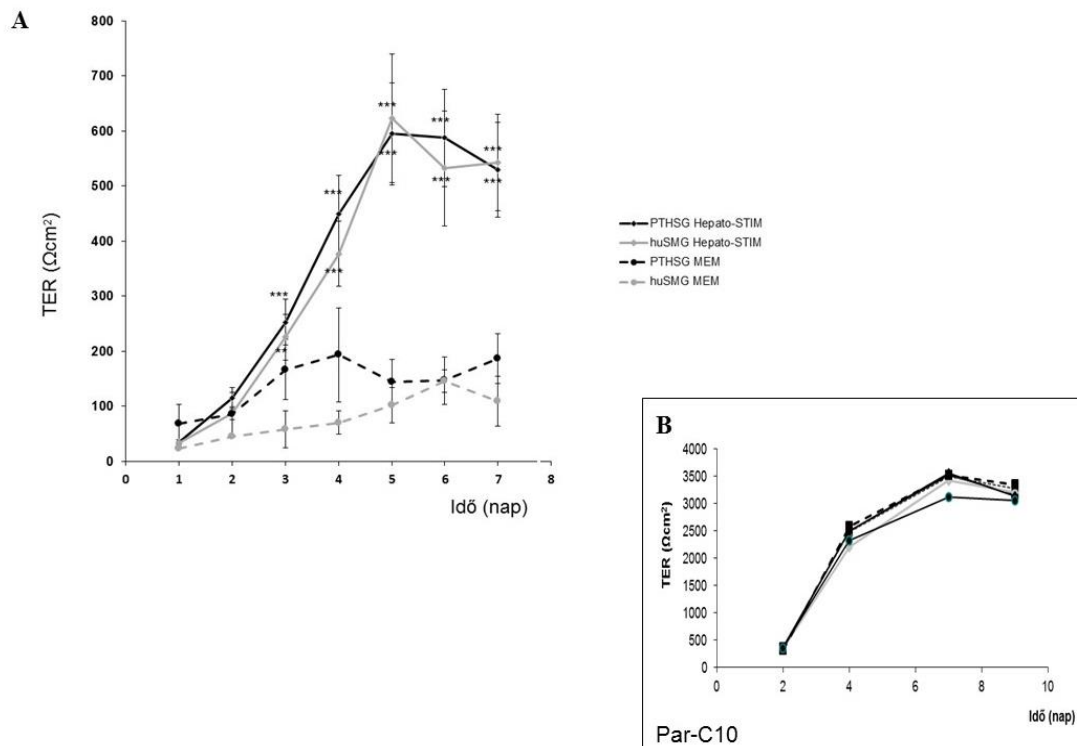 A
TER (Ωcm²)
800
700
600
500
400
300
200
100
0
0 1 2 3 4 5 6 7 8
Idő (nap)
***
***
***
***
***
***
***
***
***
**
PTHSG Hepato-STIM
huSMG Hepato-STIM
PTHSG MEM
huSMG MEM
B
TER (Ωcm²)
4000
3500
3000
2500
2000
1500
1000
500
0
0 2 4 6 8 10
Idő (nap)
Par-C10